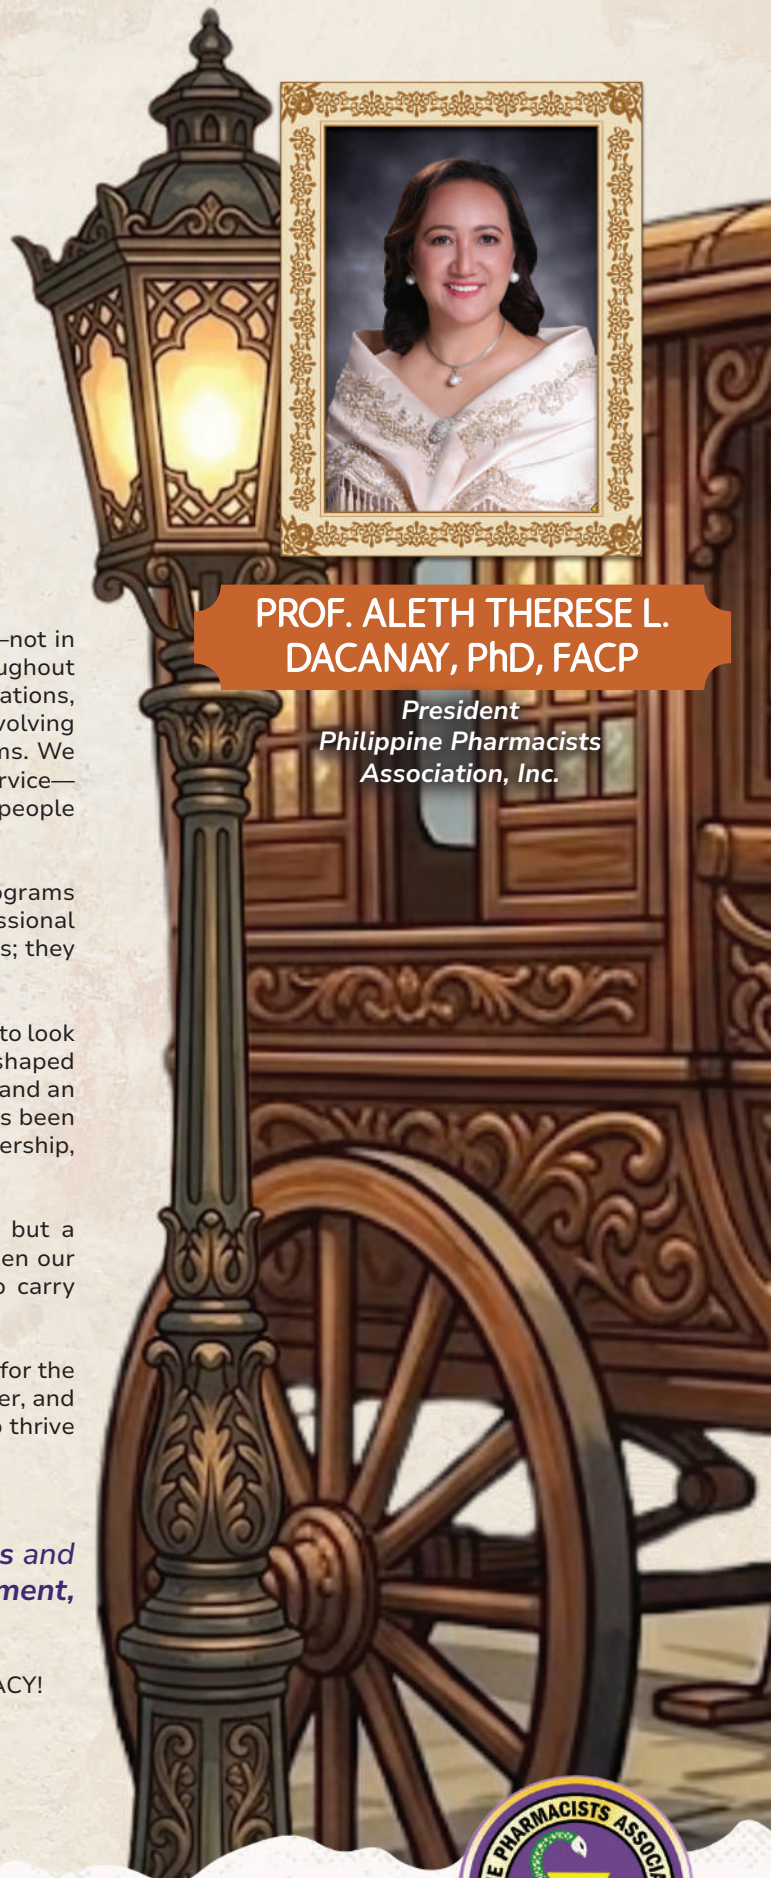 PROF. ALETH THERESE L.
DACANAY, PhD, FACP
President
Philippine Pharmacists
Association, Inc.
—not in
ughout
ations,
volving
ms. We
rvice—
people
ograms
ssional
s; they
to look
shaped
and an
s been
ership,
but a
en our
o carry
for the
er, and
o thrive
s and
ment,
ACY!
E PHARMACISTS ASSOCIA